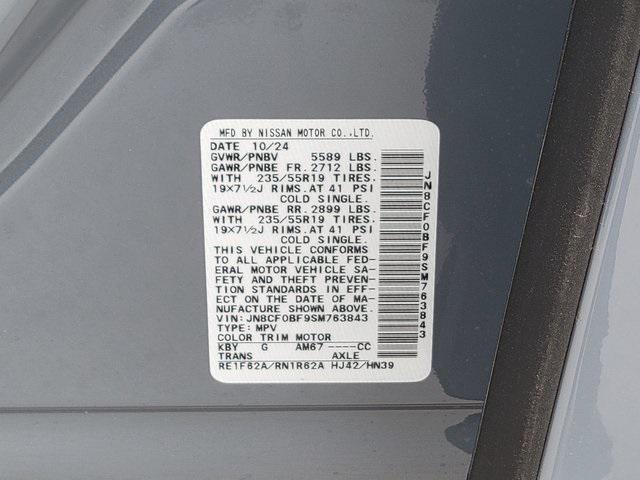 MFD BY NISSAN MOTOR CO.,LTD.
DATE 10/24
GVWR/PNBV 5589 LBS.
GAWR/PNBE FR. 2712 LBS.
WITH 235/55R19 TIRES.
19×7½J RIMS. AT 41 PSI
COLD SINGLE.
GAWR/PNBE RR. 2899 LBS.
WITH 235/55R19 TIRES.
19×7½J RIMS. AT 41 PSI
COLD SINGLE.
THIS VEHICLE CONFORMS
TO ALL APPLICABLE FED-
ERAL MOTOR VEHICLE SA-
FETY AND THEFT PREVEN-
TION STANDARDS IN EFF-
ECT ON THE DATE OF MA-
NUFACTURE SHOWN ABOVE.
VIN: JN8CF0BF9SM763843
TYPE: MPV
COLOR TRIM MOTOR
KBY G AM67 ----CC
TRANS AXLE
RE1F62A/RN1R62A HJ42/HN39
JN8CF0BF9SM763843